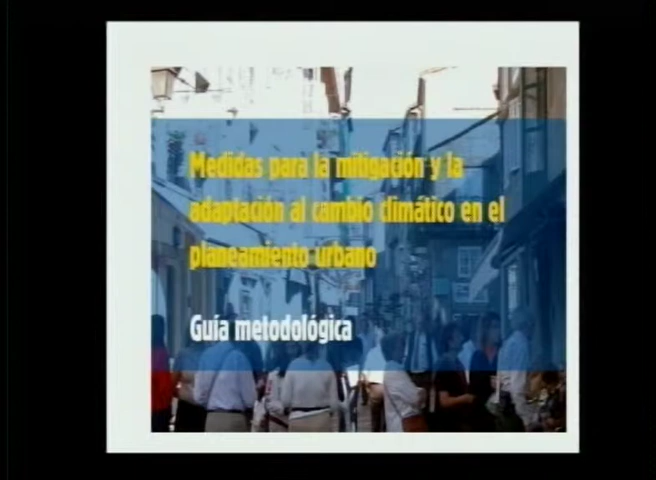 Medidas para la mitigación y la
adaptación al cambio climático en el
planeamiento urbano
Guía metodológica